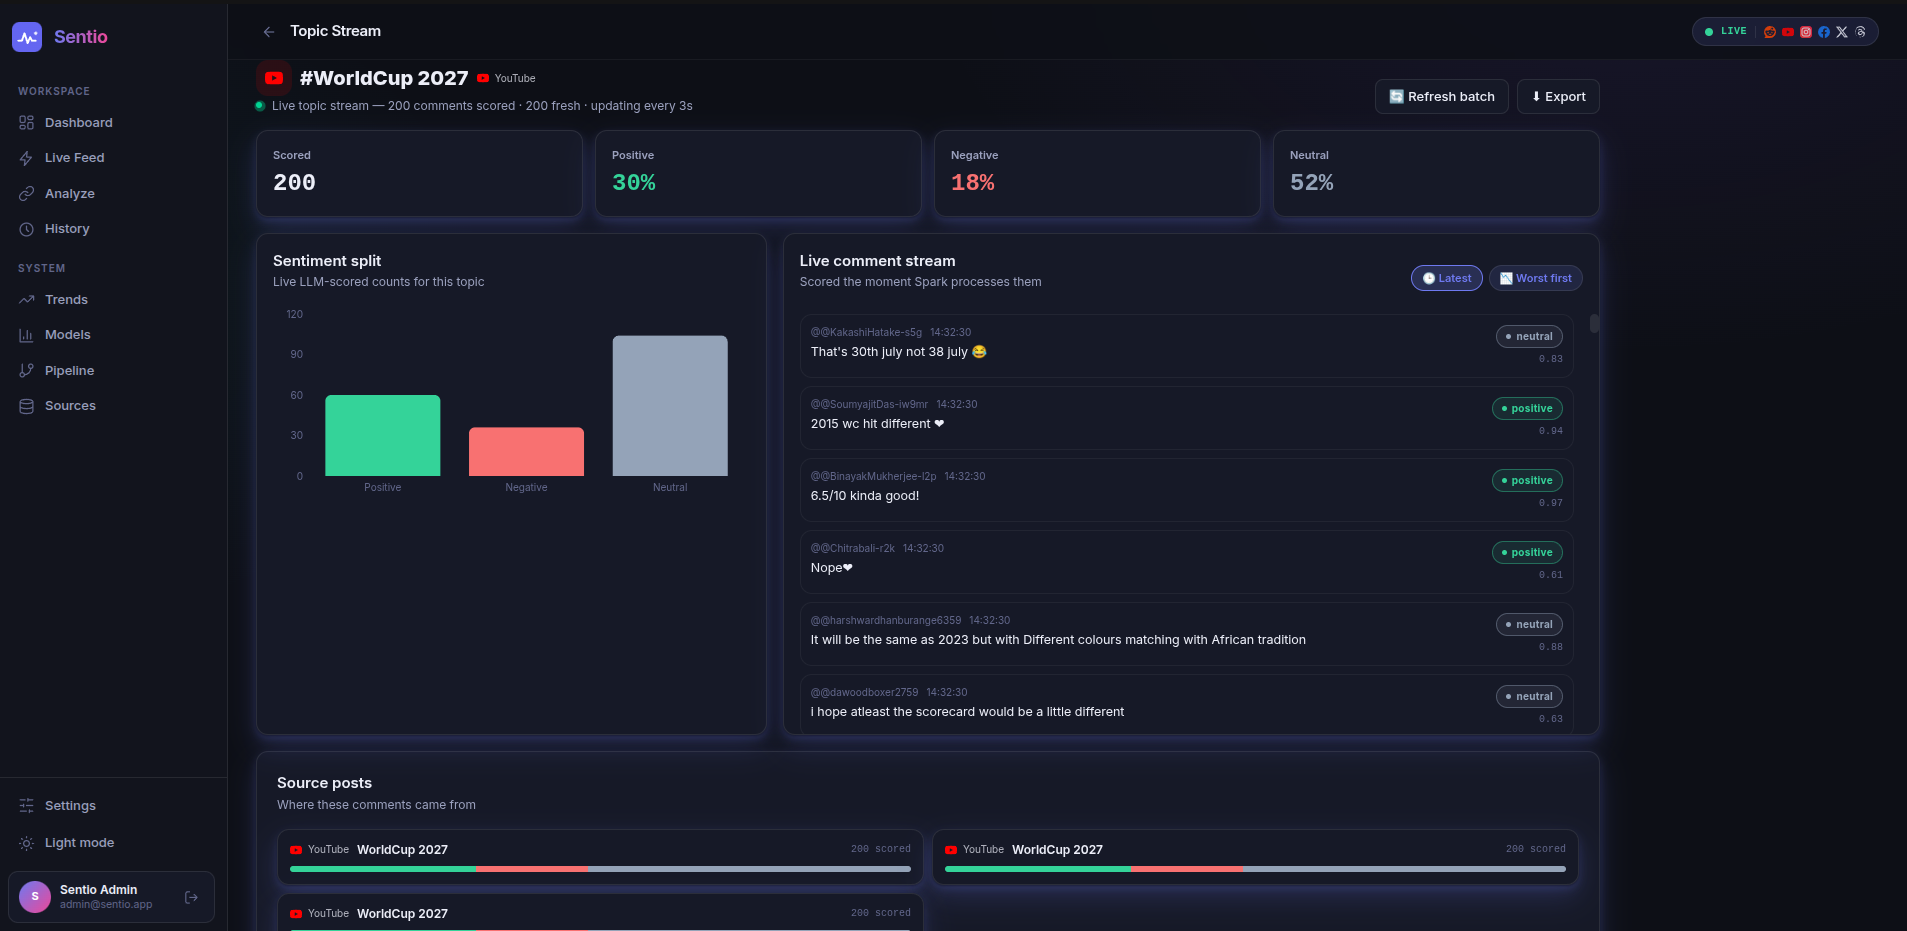 Sentio
WORKSPACE
Dashboard
Live Feed
Analyze
History
SYSTEM
Trends
Models
Pipeline
Sources
Settings
Light mode
S
Sentio Admin
admin@sentio.app
← Topic Stream
LIVE
#WorldCup 2027 YouTube
Live topic stream — 200 comments scored · 200 fresh · updating every 3s
🔄 Refresh batch
⬇ Export
Scored
200
Positive
30%
Negative
18%
Neutral
52%
Sentiment split
Live LLM-scored counts for this topic
120
90
60
30
0
Positive Negative Neutral
Live comment stream
Scored the moment Spark processes them
🕒 Latest
📉 Worst first
@@KakashiHatake-s5g 14:32:30
That's 30th july not 38 july 😂
neutral
0.83
@@SoumyajitDas-iw9mr 14:32:30
2015 wc hit different ❤
positive
0.94
@@BinayakMukherjee-l2p 14:32:30
6.5/10 kinda good!
positive
0.97
@@Chitrabali-r2k 14:32:30
Nope❤
positive
0.61
@@harshwardhanburange6359 14:32:30
It will be the same as 2023 but with Different colours matching with African tradition
neutral
0.88
@@dawoodboxer2759 14:32:30
i hope atleast the scorecard would be a little different
neutral
0.63
Source posts
Where these comments came from
YouTube WorldCup 2027 200 scored
YouTube WorldCup 2027 200 scored
YouTube WorldCup 2027 200 scored